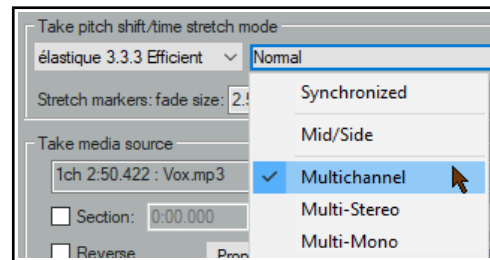 Take pitch shift/time stretch mode
élastique 3.3.3 Efficient Normal
Stretch markers: fade size: 2.5
Synchronized
Mid/Side
Take media source
1ch 2:50.422 : Vox.mp3
Multichannel
Section: 0:00.000
Multi-Stereo
Reverse
Multi-Mono